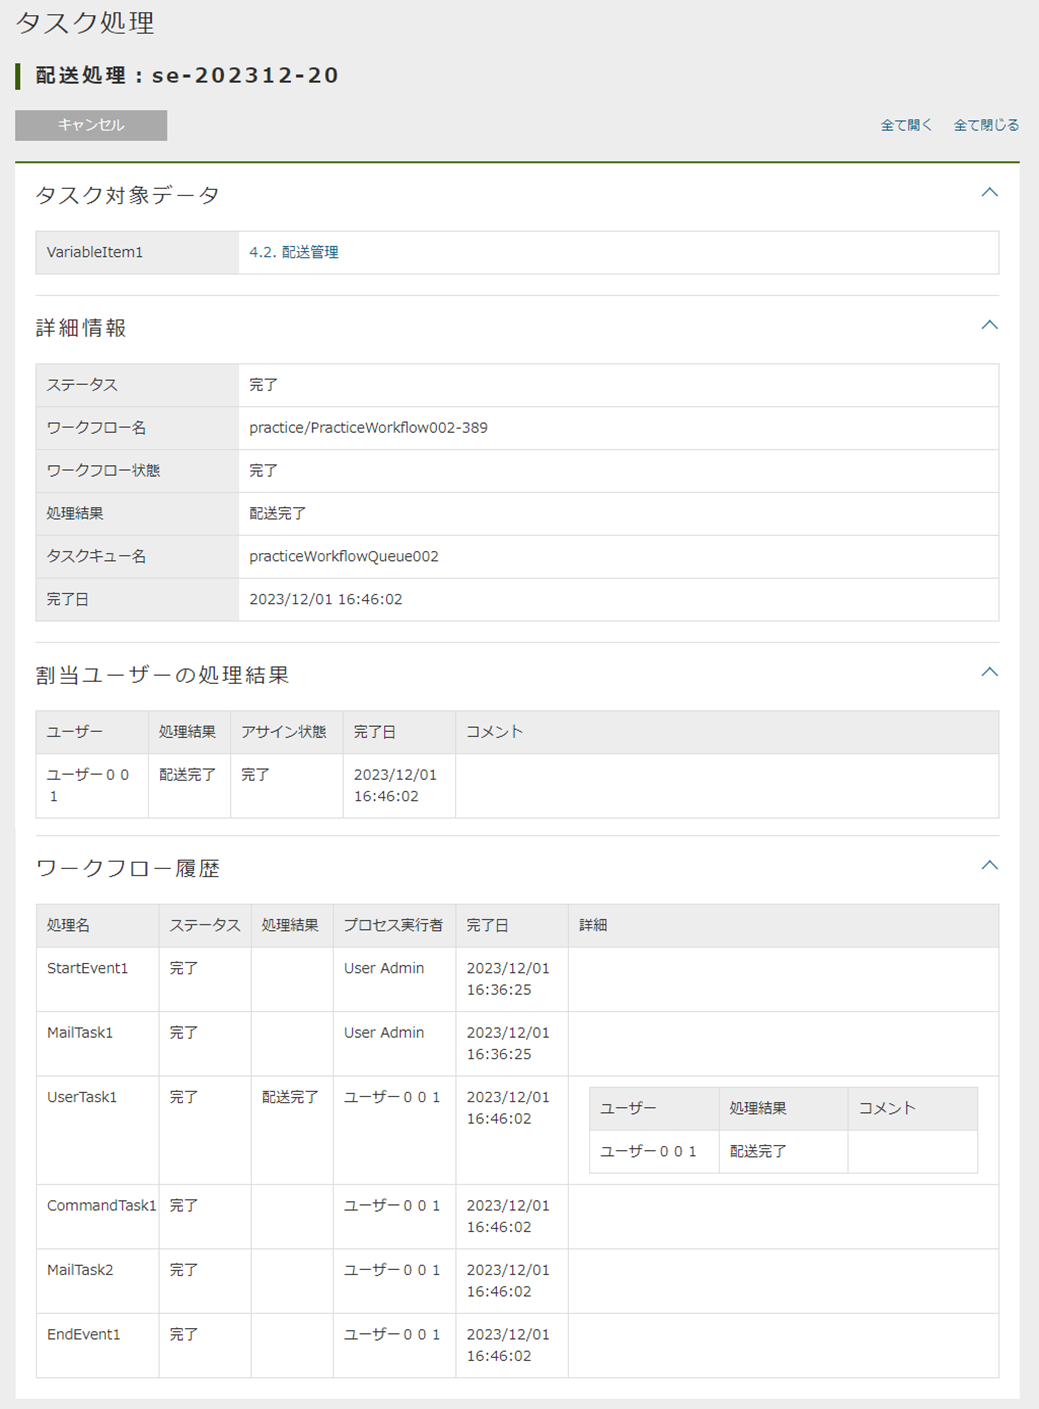 タスク処理
配送処理：se-202312-20
キャンセル
全て開く 全て閉じる
タスク対象データ
VariableItem1 4.2. 配送管理
詳細情報
ステータス 完了
ワークフロー名 practice/PracticeWorkflow002-389
ワークフロー状態 完了
処理結果 配送完了
タスクキュー名 practiceWorkflowQueue002
完了日 2023/12/01 16:46:02
割当ユーザーの処理結果
ユーザー 処理結果 アサイン状態 完了日 コメント
ユーザー００１ 配送完了 完了 2023/12/01 16:46:02
ワークフロー履歴
処理名 ステータス 処理結果 プロセス実行者 完了日 詳細
StartEvent1 完了 User Admin 2023/12/01 16:36:25
MailTask1 完了 User Admin 2023/12/01 16:36:25
UserTask1 完了 配送完了 ユーザー００１ 2023/12/01 16:46:02
ユーザー 処理結果 コメント
ユーザー００１ 配送完了
CommandTask1 完了 ユーザー００１ 2023/12/01 16:46:02
MailTask2 完了 ユーザー００１ 2023/12/01 16:46:02
EndEvent1 完了 ユーザー００１ 2023/12/01 16:46:02